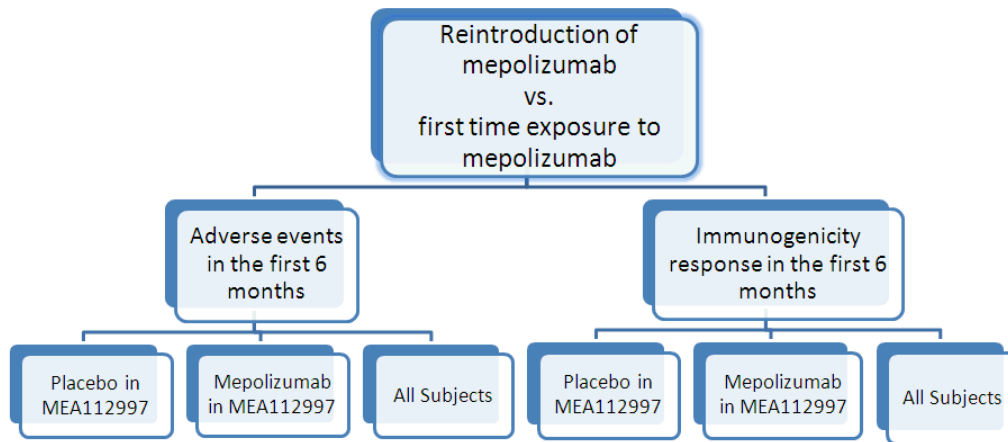 Reintroduction of
mepolizumab
vs.
first time exposure to
mepolizumab
Adverse events
in the first 6
months
Immunogenicity
response in the first 6
months
Placebo in
MEA112997
Mepolizumab
in MEA112997
All Subjects
Placebo in
MEA112997
Mepolizumab
in MEA112997
All Subjects